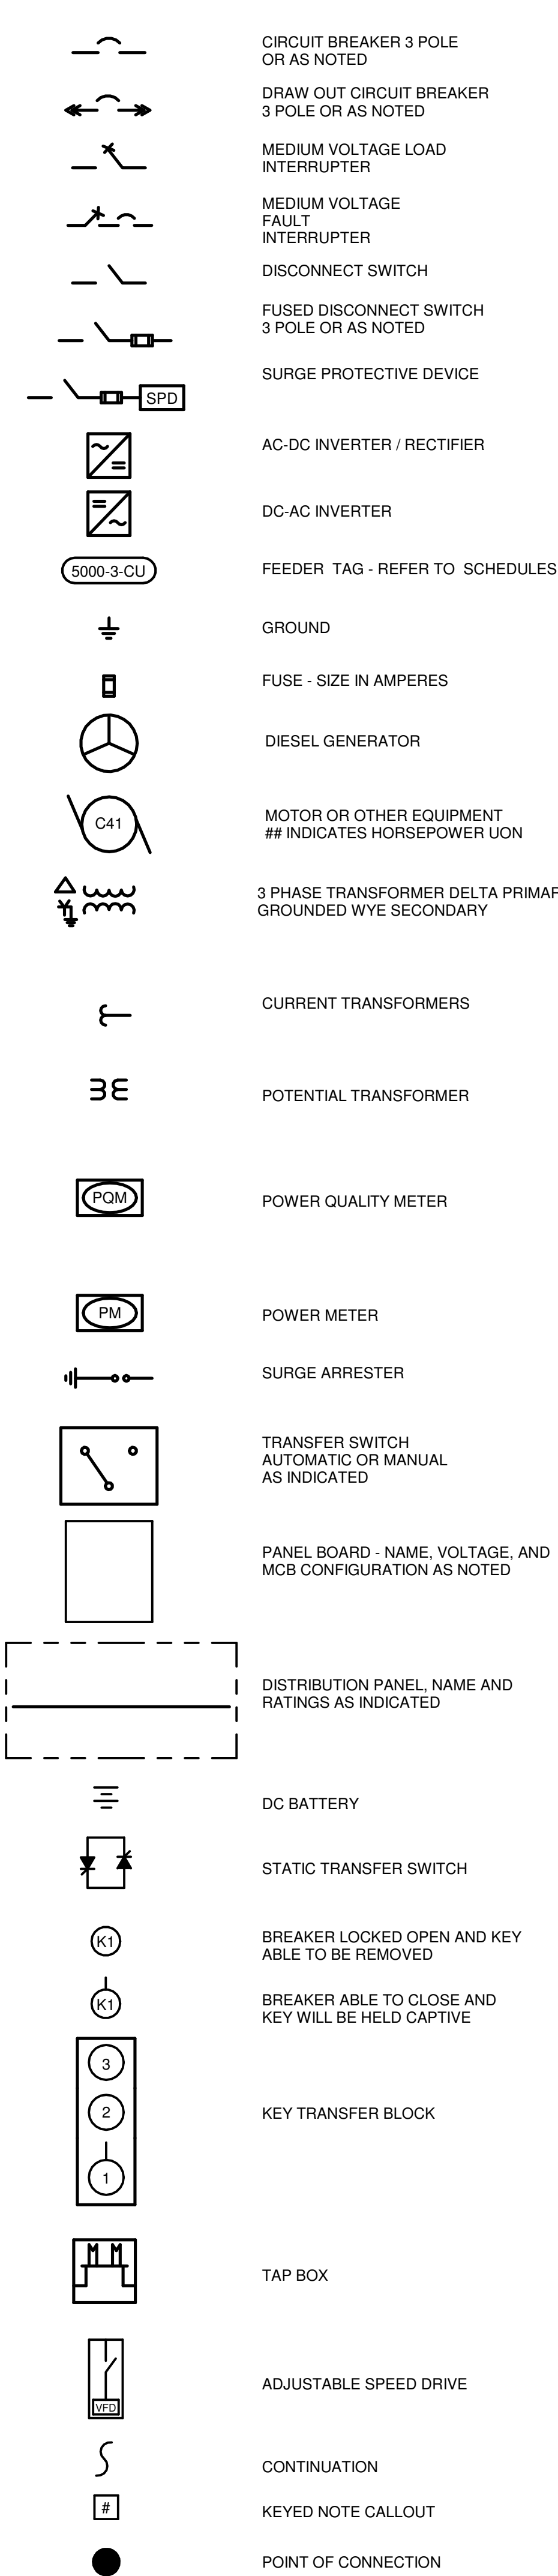 CIRCUIT BREAKER 3 POLE
OR AS NOTED
DRAW OUT CIRCUIT BREAKER
3 POLE OR AS NOTED
MEDIUM VOLTAGE LOAD
INTERRUPTER
MEDIUM VOLTAGE
FAULT
INTERRUPTER
DISCONNECT SWITCH
FUSED DISCONNECT SWITCH
3 POLE OR AS NOTED
SURGE PROTECTIVE DEVICE
SPD
AC-DC INVERTER / RECTIFIER
DC-AC INVERTER
5000-3-CU
FEEDER TAG - REFER TO SCHEDULES
GROUND
FUSE - SIZE IN AMPERES
DIESEL GENERATOR
C41
MOTOR OR OTHER EQUIPMENT
## INDICATES HORSEPOWER UON
3 PHASE TRANSFORMER DELTA PRIMAR
GROUNDED WYE SECONDARY
CURRENT TRANSFORMERS
POTENTIAL TRANSFORMER
PQM
POWER QUALITY METER
PM
POWER METER
SURGE ARRESTER
TRANSFER SWITCH
AUTOMATIC OR MANUAL
AS INDICATED
PANEL BOARD - NAME, VOLTAGE, AND
MCB CONFIGURATION AS NOTED
DISTRIBUTION PANEL, NAME AND
RATINGS AS INDICATED
DC BATTERY
STATIC TRANSFER SWITCH
K1
BREAKER LOCKED OPEN AND KEY
ABLE TO BE REMOVED
K1
BREAKER ABLE TO CLOSE AND
KEY WILL BE HELD CAPTIVE
3
2
1
KEY TRANSFER BLOCK
TAP BOX
VFD
ADJUSTABLE SPEED DRIVE
CONTINUATION
#
KEYED NOTE CALLOUT
POINT OF CONNECTION